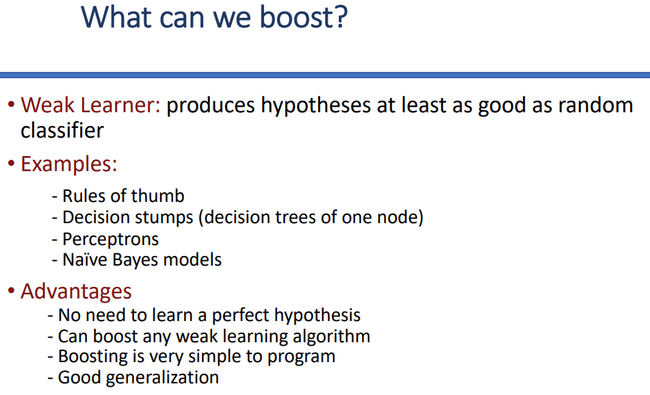 What can we boost?
• Weak Learner: produces hypotheses at least as good as random
classifier
• Examples:
- Rules of thumb
- Decision stumps (decision trees of one node)
- Perceptrons
- Naïve Bayes models
• Advantages
- No need to learn a perfect hypothesis
- Can boost any weak learning algorithm
- Boosting is very simple to program
- Good generalization